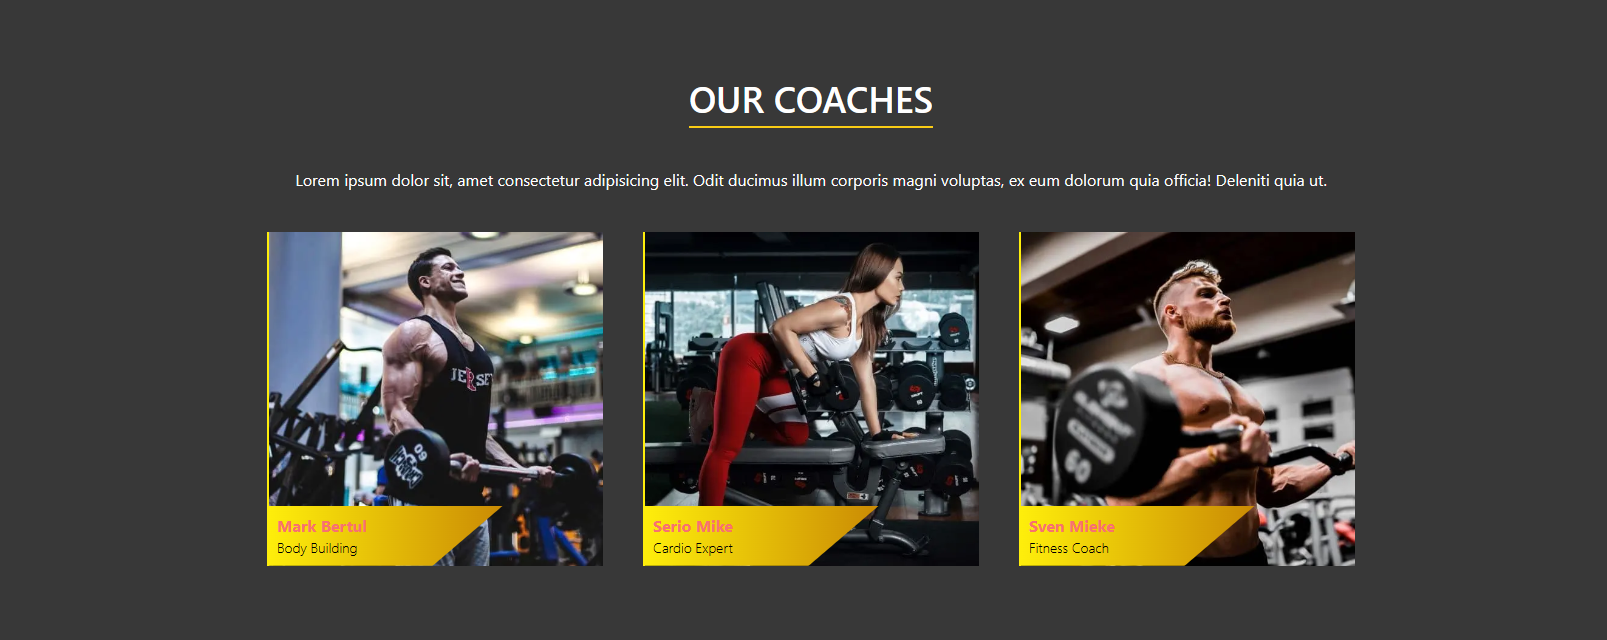 OUR COACHES
Lorem ipsum dolor sit, amet consectetur adipisicing elit. Odit ducimus illum corporis magni voluptas, ex eum dolorum quia officia! Deleniti quia ut.
60
Mark Bertul
Body Building
Serio Mike
Cardio Expert
Sven Mieke
Fitness Coach